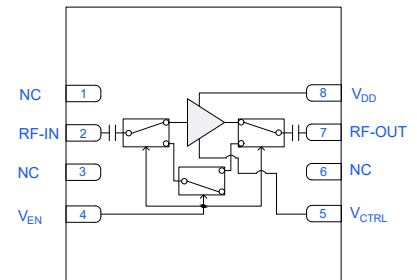 NC 1
RF-IN 2
NC 3
VEN 4
8 VDD
7 RF-OUT
6 NC
5 VCTRL